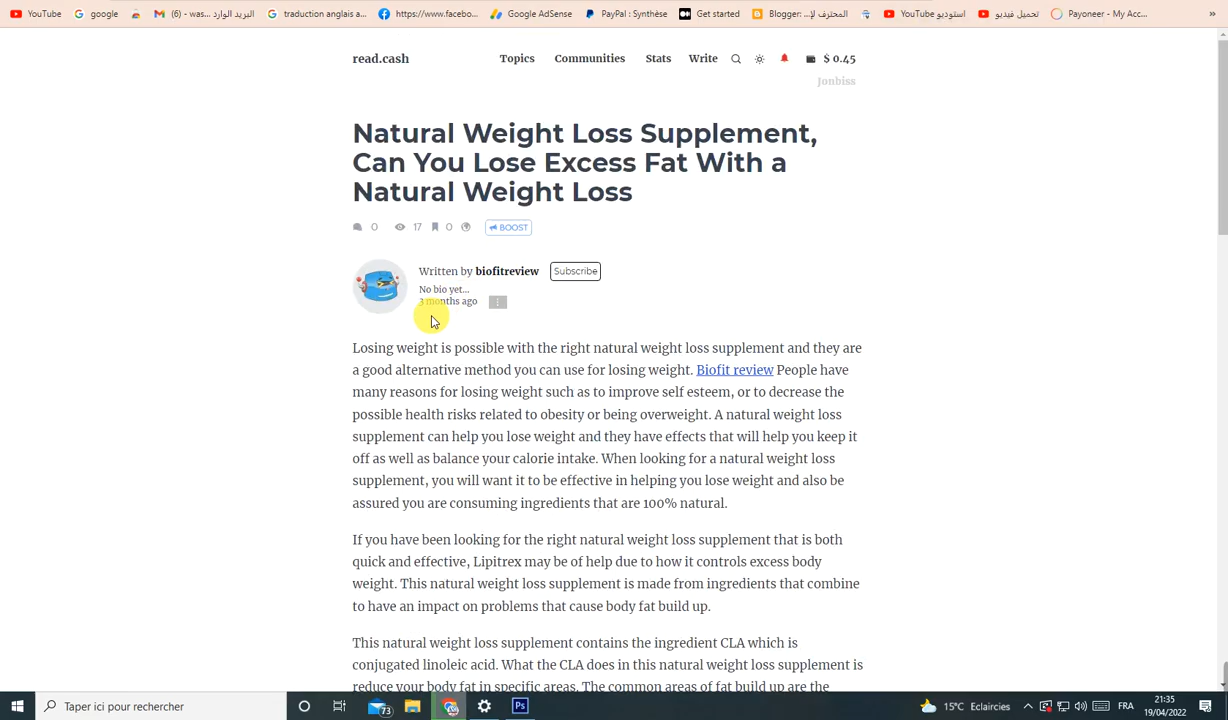 YouTube google (6) - was... البريد الوارد traduction anglais a... https://www.facebo... Google AdSense PayPal : Synthèse Get started Blogger: ... المحترف لإ استوديو YouTube تحميل فيديو Payoneer - My Acc... »
read.cash Topics Communities Stats Write $ 0.45
Jonbiss
Natural Weight Loss Supplement,
Can You Lose Excess Fat With a
Natural Weight Loss
0 17 0 BOOST
Written by biofitreview Subscribe
No bio yet...
3 months ago
Losing weight is possible with the right natural weight loss supplement and they are
a good alternative method you can use for losing weight. Biofit review People have
many reasons for losing weight such as to improve self esteem, or to decrease the
possible health risks related to obesity or being overweight. A natural weight loss
supplement can help you lose weight and they have effects that will help you keep it
off as well as balance your calorie intake. When looking for a natural weight loss
supplement, you will want it to be effective in helping you lose weight and also be
assured you are consuming ingredients that are 100% natural.
If you have been looking for the right natural weight loss supplement that is both
quick and effective, Lipitrex may be of help due to how it controls excess body
weight. This natural weight loss supplement is made from ingredients that combine
to have an impact on problems that cause body fat build up.
This natural weight loss supplement contains the ingredient CLA which is
conjugated linoleic acid. What the CLA does in this natural weight loss supplement is
reduce your body fat in specific areas. The common areas of fat build up are the
Taper ici pour rechercher 73 Ps 15°C Eclaircies FRA 21:35
19/04/2022